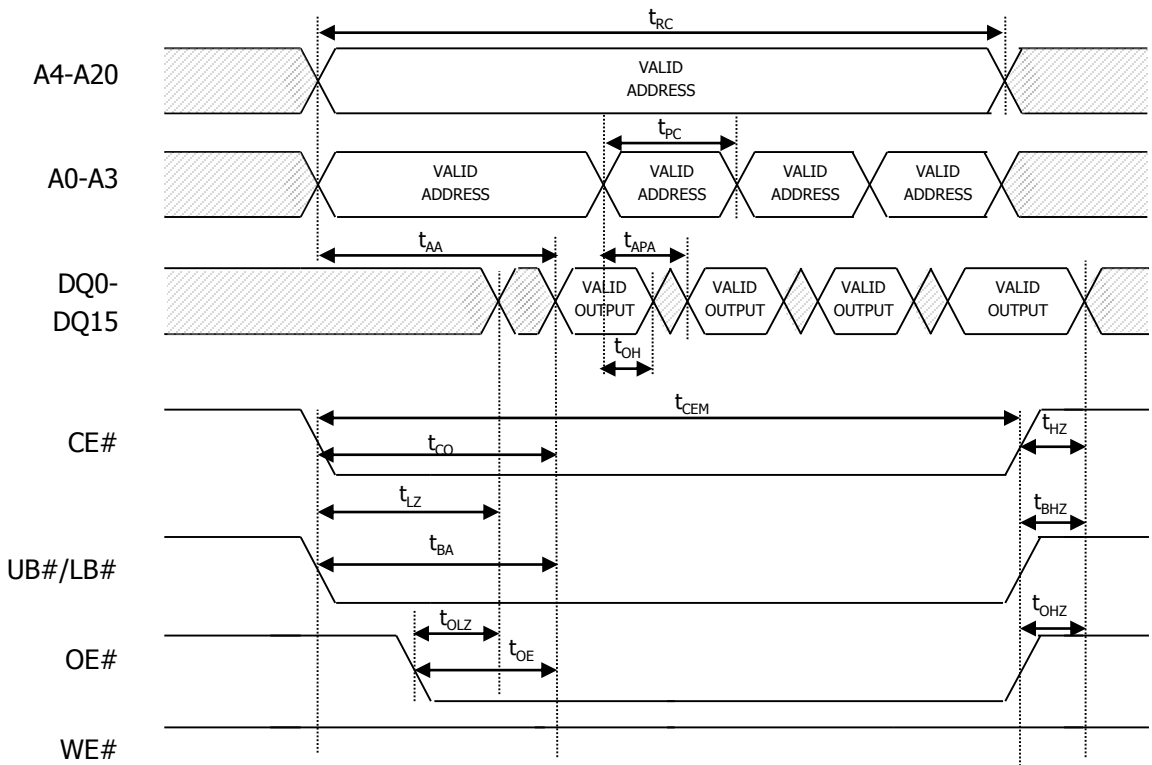 tRC
A4-A20
VALID
ADDRESS
tPC
A0-A3
VALID
ADDRESS
VALID
ADDRESS
VALID
ADDRESS
VALID
ADDRESS
tAA
tAPA
DQ0-
DQ15
VALID
OUTPUT
VALID
OUTPUT
VALID
OUTPUT
VALID
OUTPUT
tOH
tCEM
CE#
tCO
tHZ
tLZ
tBHZ
UB#/LB#
tBA
tOLZ
tOHZ
OE#
tOE
WE#